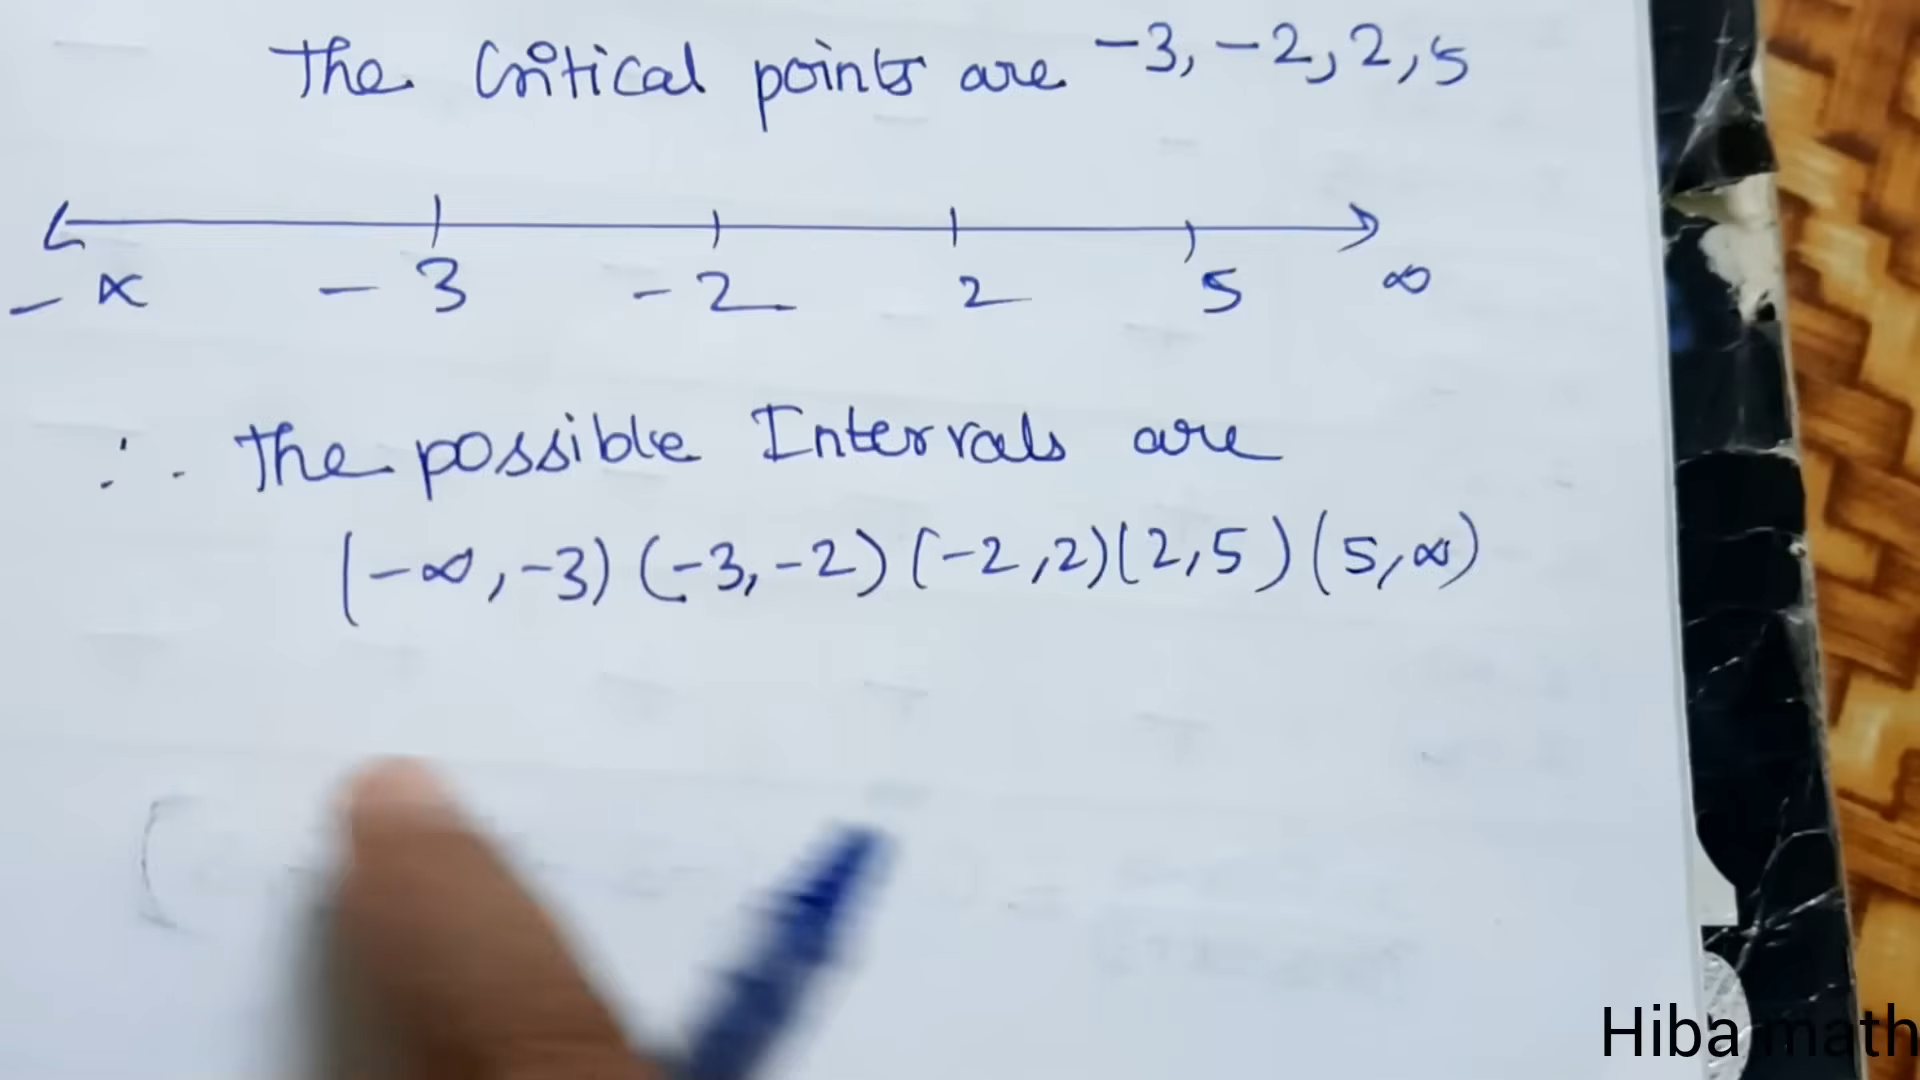 The Critical points are -3, -2, 2, 5
-∝ -3 -2 2 5 ∞
∴ The possible Intervals are
(-∞, -3) (-3, -2) (-2, 2) (2, 5) (5, ∞)
Hiba math